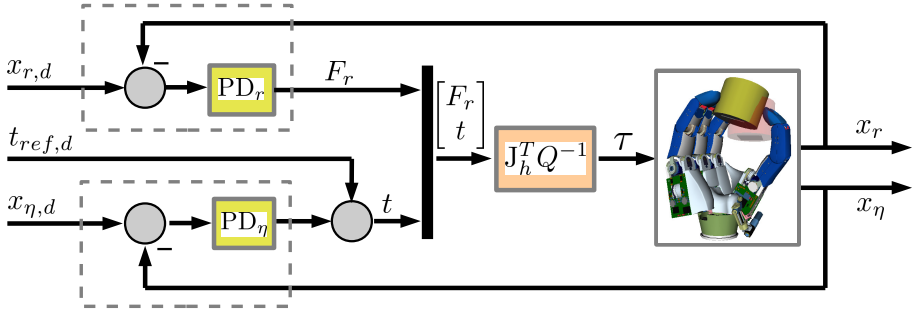 x_{r,d}
−
PD_r
F_r
t_{ref,d}
x_{η,d}
−
PD_η
t
[F_r
t]
J_h^T Q^{-1}
τ
x_r
x_η